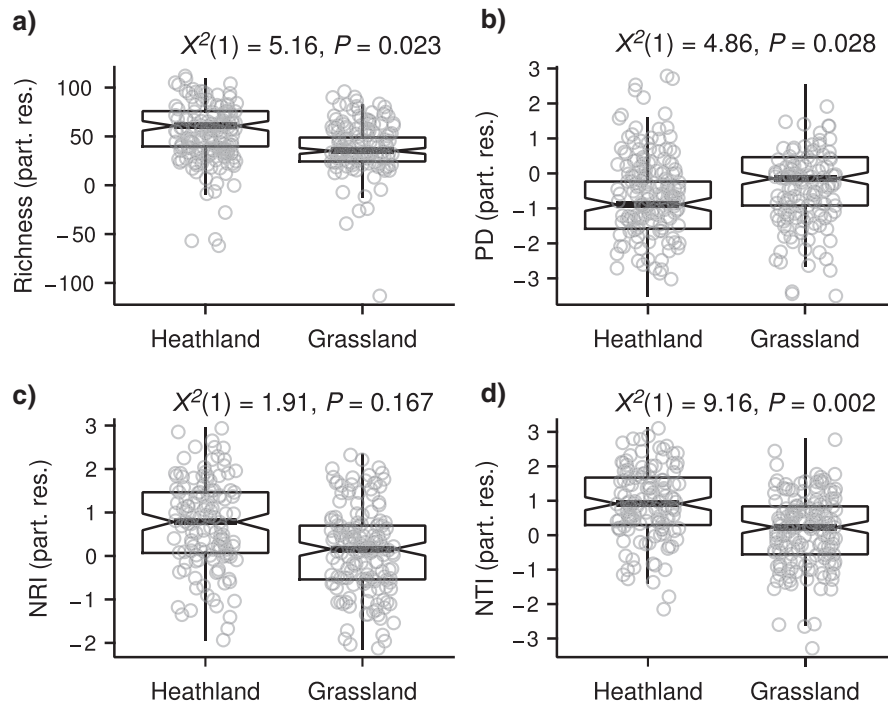 a)
X²(1) = 5.16, P = 0.023
Richness (part. res.)
100
50
0
−50
−100
Heathland Grassland
b)
X²(1) = 4.86, P = 0.028
PD (part. res.)
3
2
1
0
−1
−2
−3
Heathland Grassland
c)
X²(1) = 1.91, P = 0.167
NRI (part. res.)
3
2
1
0
−1
−2
Heathland Grassland
d)
X²(1) = 9.16, P = 0.002
NTI (part. res.)
3
2
1
0
−1
−2
−3
Heathland Grassland